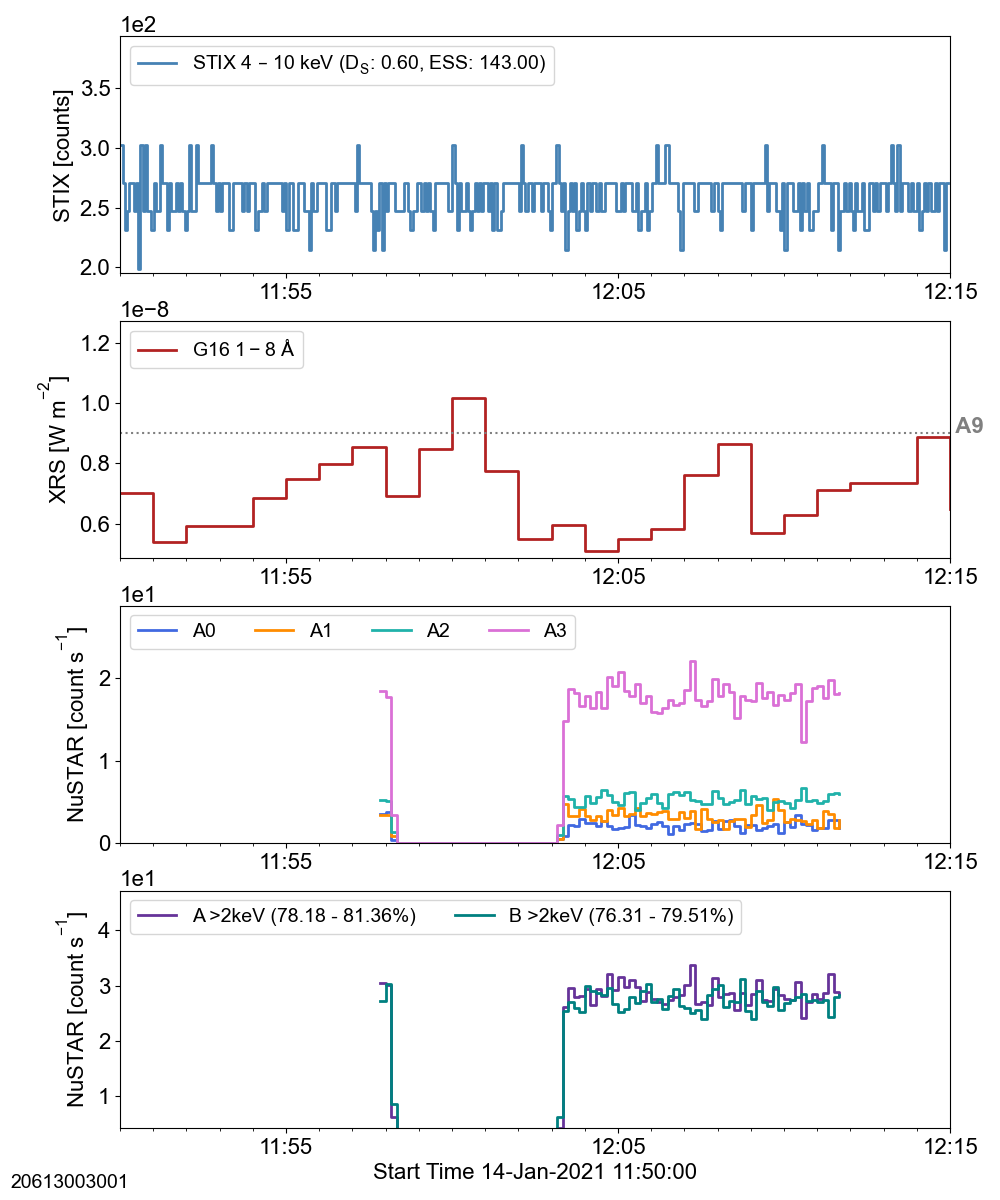 1e2
STIX 4 – 10 keV (D_S: 0.60, ESS: 143.00)
STIX [counts]
3.5
3.0
2.5
2.0
11:55 12:05 12:15
1e−8
G16 1 − 8 Å
XRS [W m⁻²]
1.2
1.0
0.8
0.6
A9
11:55 12:05 12:15
1e1
A0 A1 A2 A3
NuSTAR [count s⁻¹]
2
1
0
11:55 12:05 12:15
1e1
A >2keV (78.18 - 81.36%) B >2keV (76.31 - 79.51%)
NuSTAR [count s⁻¹]
4
3
2
1
11:55 12:05 12:15
Start Time 14-Jan-2021 11:50:00
20613003001